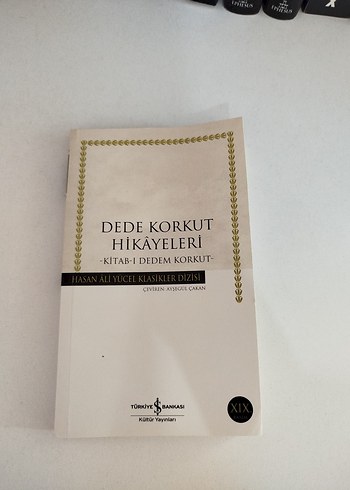 DEDE KORKUT
HİKÂYELERİ
-KİTAB-I DEDEM KORKUT-
HASAN ÂLİ YÜCEL KLASİKLER DİZİSİ
ÇEVİREN: AYŞEGÜL ÇAKAN
TÜRKİYE İŞ BANKASI
Kültür Yayınları
XIX